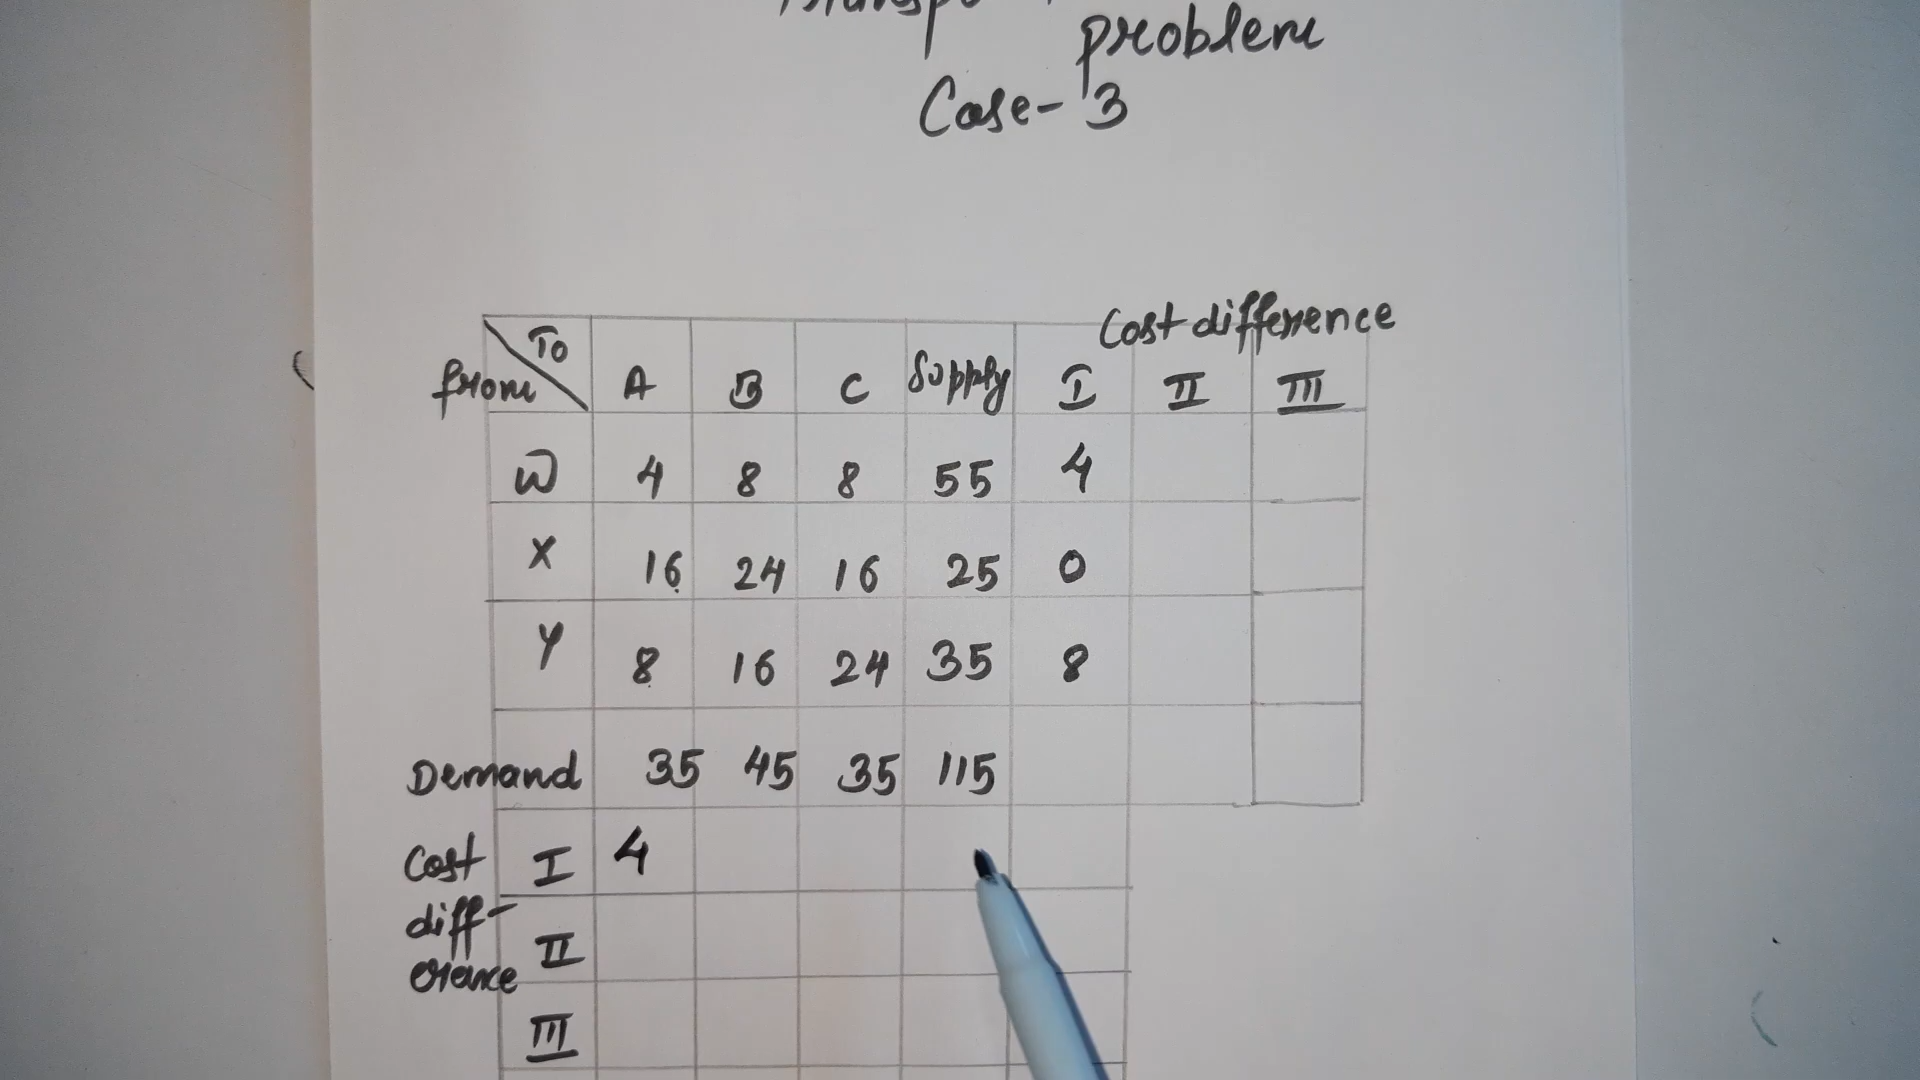 problem
Case-3
Cost difference
To
from A B C Supply I II III
W 4 8 8 55 4
X 16 24 16 25 0
Y 8 16 24 35 8
Demand 35 45 35 115
Cost I 4
diff-
erence II
III